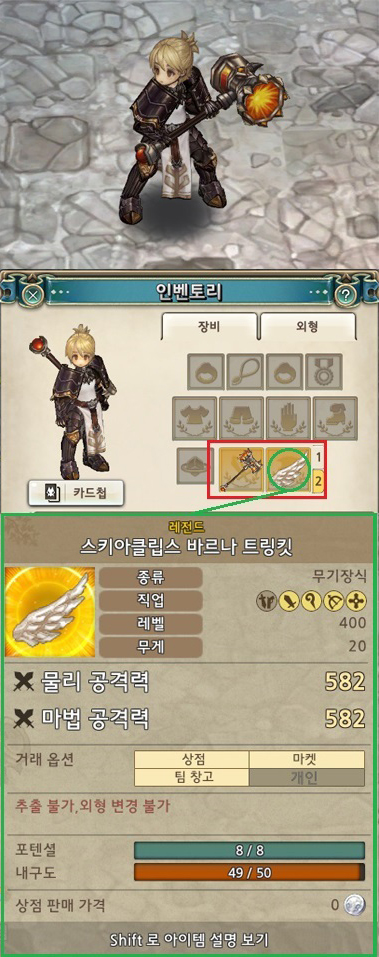 인벤토리
?
장비 외형
1
2
카드첩
레전드
스키아클립스 바르나 트링킷
종류 무기장식
직업
레벨 400
무게 20
물리 공격력 582
마법 공격력 582
거래 옵션 상점 마켓
팀 창고 개인
추출 불가,외형 변경 불가
포텐셜 8 / 8
내구도 49 / 50
상점 판매 가격 0
Shift 로 아이템 설명 보기